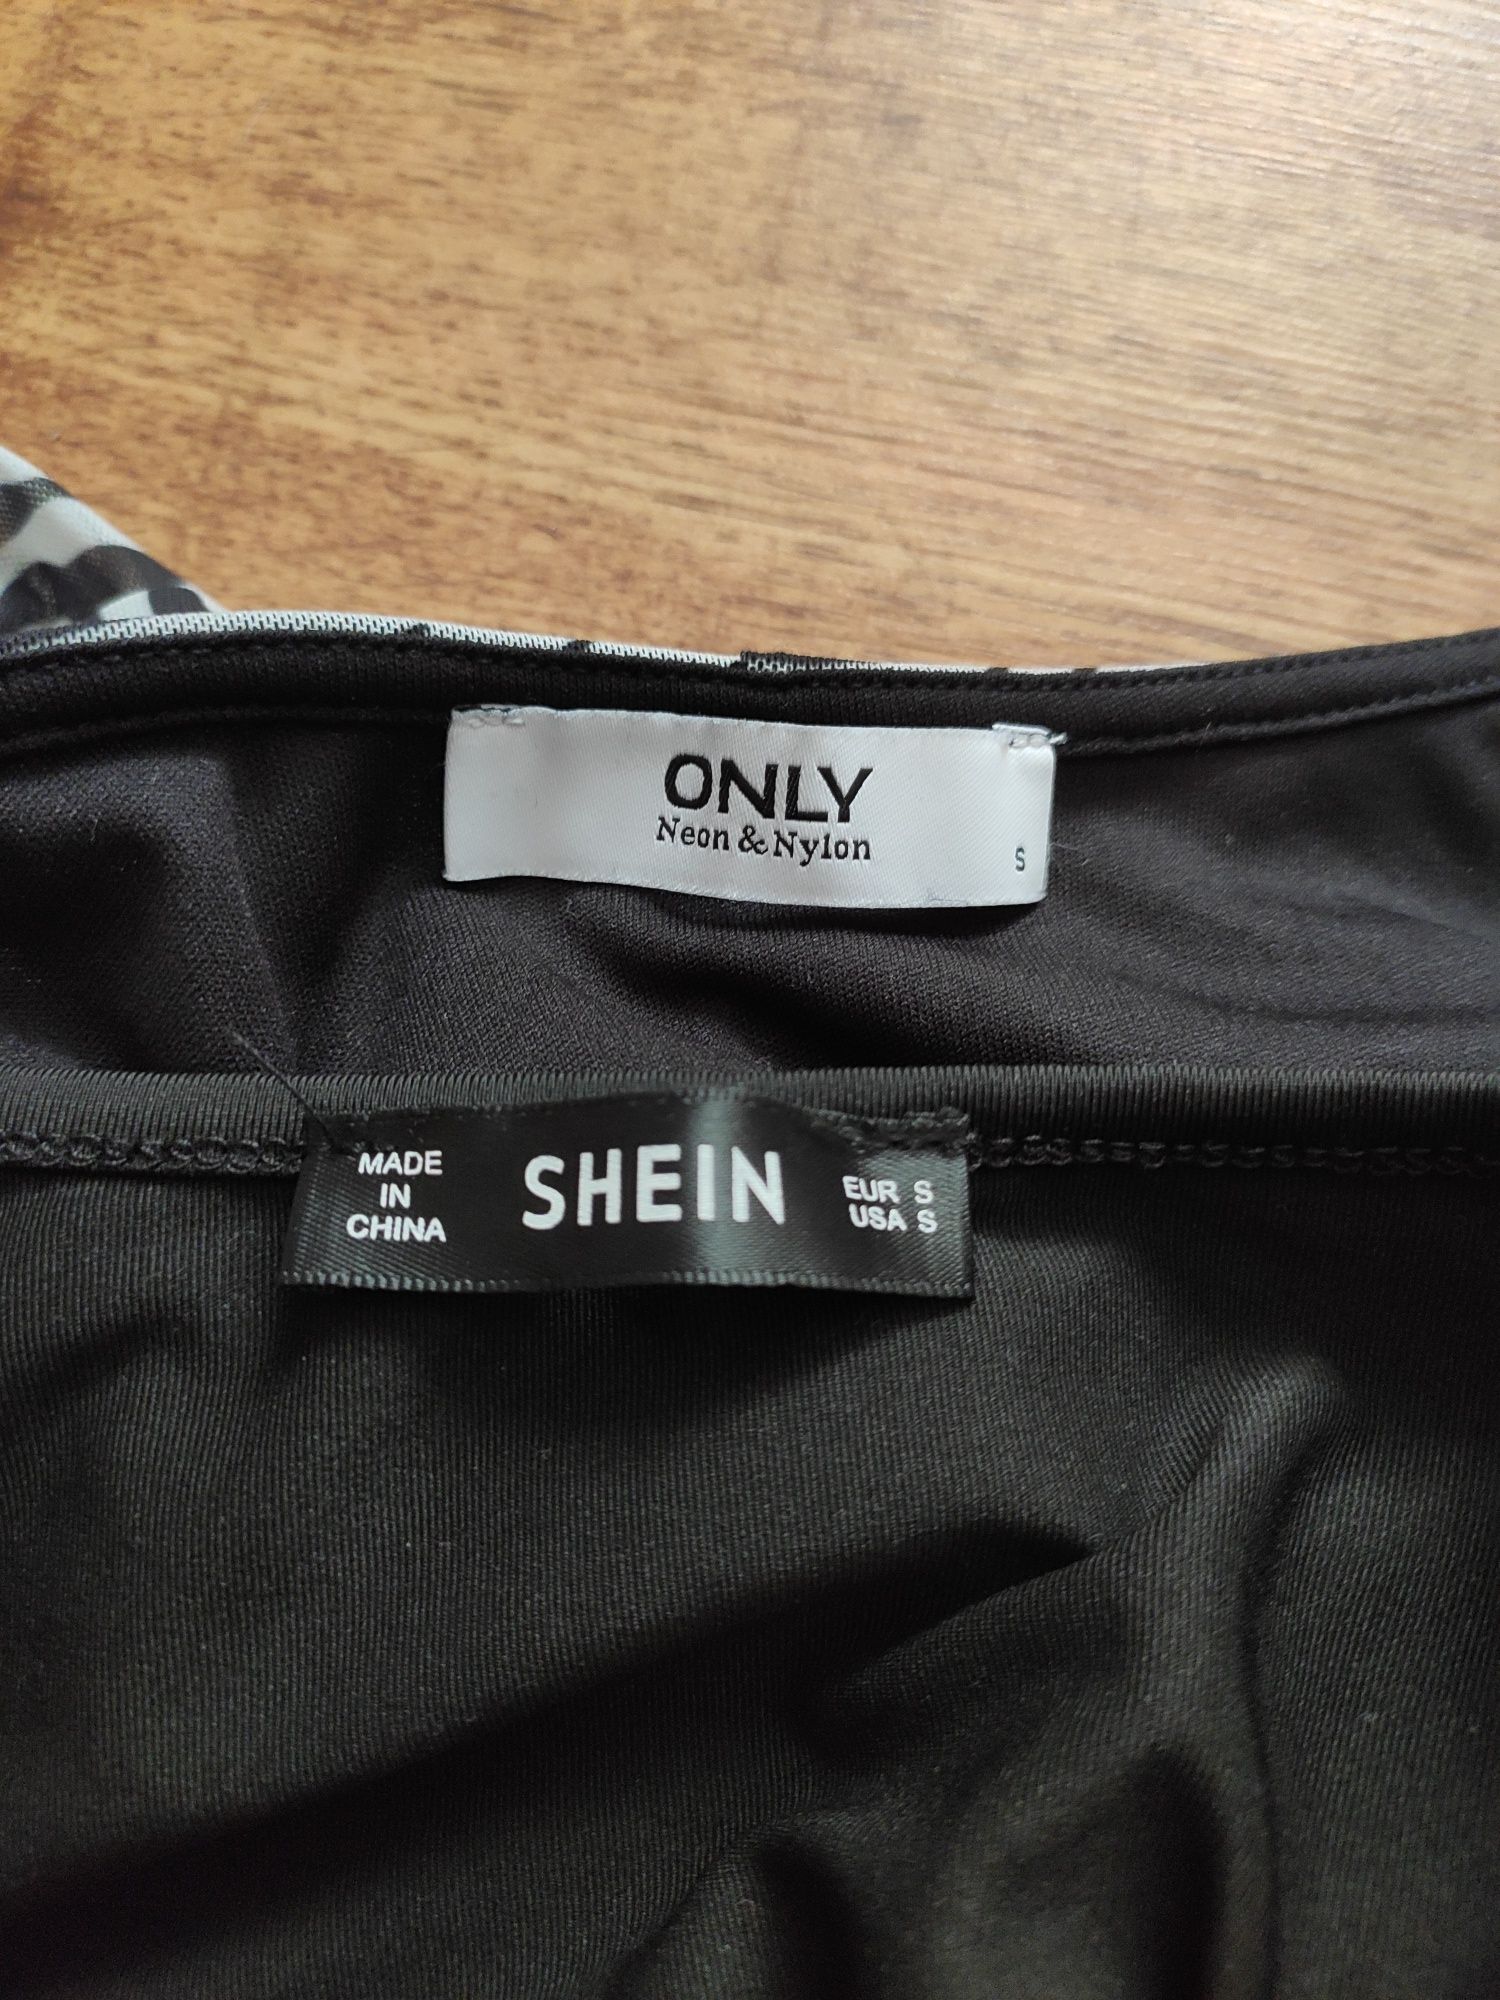 ONLY
Neon & Nylon
S
MADE
IN
CHINA
SHEIN
EUR S
USA S